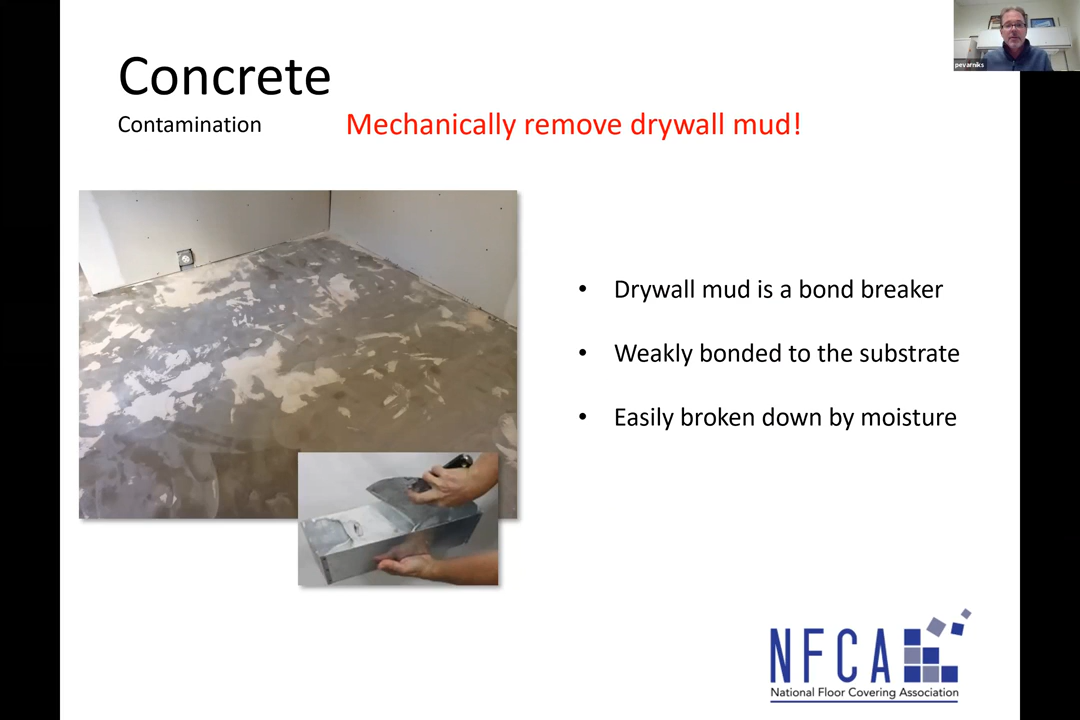 pevarniks
Concrete
Contamination
Mechanically remove drywall mud!
• Drywall mud is a bond breaker
• Weakly bonded to the substrate
• Easily broken down by moisture
NFCA
National Floor Covering Association